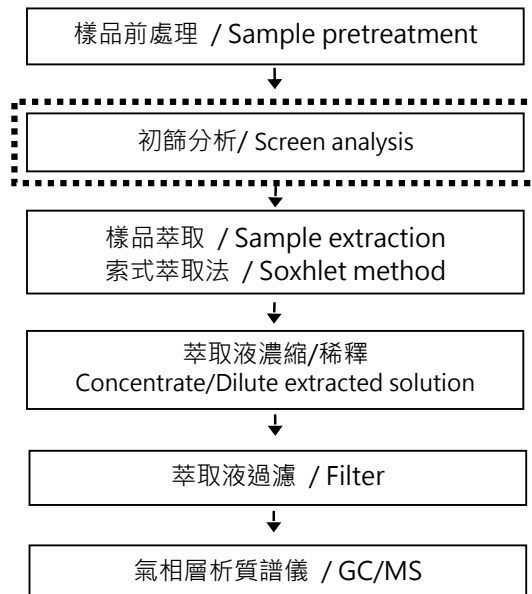 樣品前處理 / Sample pretreatment
初篩分析/ Screen analysis
樣品萃取 / Sample extraction
索式萃取法 / Soxhlet method
萃取液濃縮/稀釋
Concentrate/Dilute extracted solution
萃取液過濾 / Filter
氣相層析質譜儀 / GC/MS